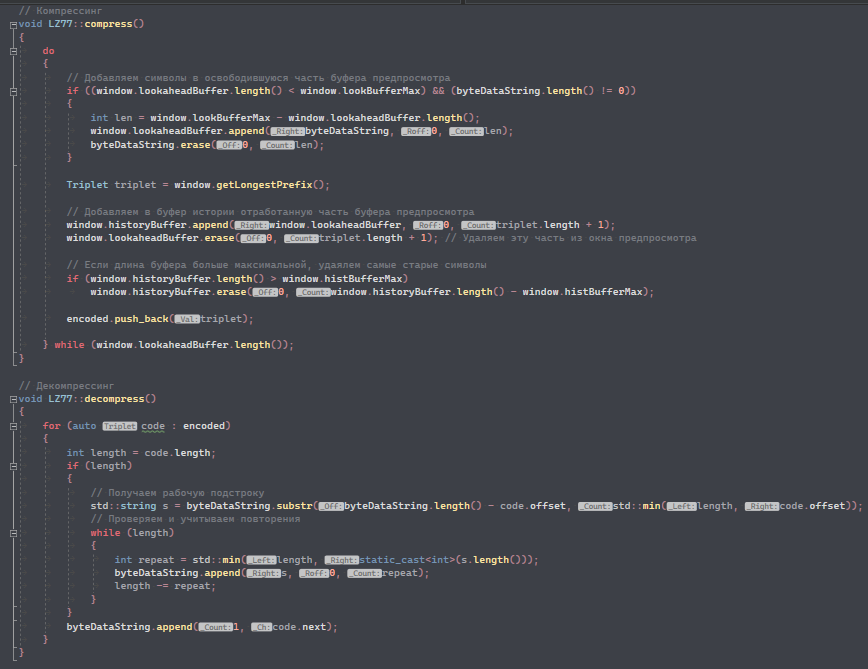 // Компрессинг
void LZ77::compress()
{
do
{
// Добавляем символы в освободившуюся часть буфера предпросмотра
if ((window.lookaheadBuffer.length() < window.lookBufferMax) && (byteDataString.length() != 0))
{
int len = window.lookBufferMax - window.lookaheadBuffer.length();
window.lookaheadBuffer.append(_Right:byteDataString, _Roff:0, _Count:len);
byteDataString.erase(_Off:0, _Count:len);
}
Triplet triplet = window.getLongestPrefix();
// Добавляем в буфер истории отработанную часть буфера предпросмотра
window.historyBuffer.append(_Right:window.lookaheadBuffer, _Roff:0, _Count:triplet.length + 1);
window.lookaheadBuffer.erase(_Off:0, _Count:triplet.length + 1); // Удаляем эту часть из окна предпросмотра
// Если длина буфера больше максимальной, удаялем самые старые символы
if (window.historyBuffer.length() > window.histBufferMax)
window.historyBuffer.erase(_Off:0, _Count:window.historyBuffer.length() - window.histBufferMax);
encoded.push_back(_Val:triplet);
} while (window.lookaheadBuffer.length());
}
// Декомпрессинг
void LZ77::decompress()
{
for (auto Triplet code : encoded)
{
int length = code.length;
if (length)
{
// Получаем рабочую подстроку
std::string s = byteDataString.substr(_Off:byteDataString.length() - code.offset, _Count:std::min(_Left:length, _Right:code.offset));
// Проверяем и учитываем повторения
while (length)
{
int repeat = std::min(_Left:length, _Right:static_cast<int>(s.length()));
byteDataString.append(_Right:s, _Roff:0, _Count:repeat);
length -= repeat;
}
}
byteDataString.append(_Count:1, _Ch:code.next);
}
}